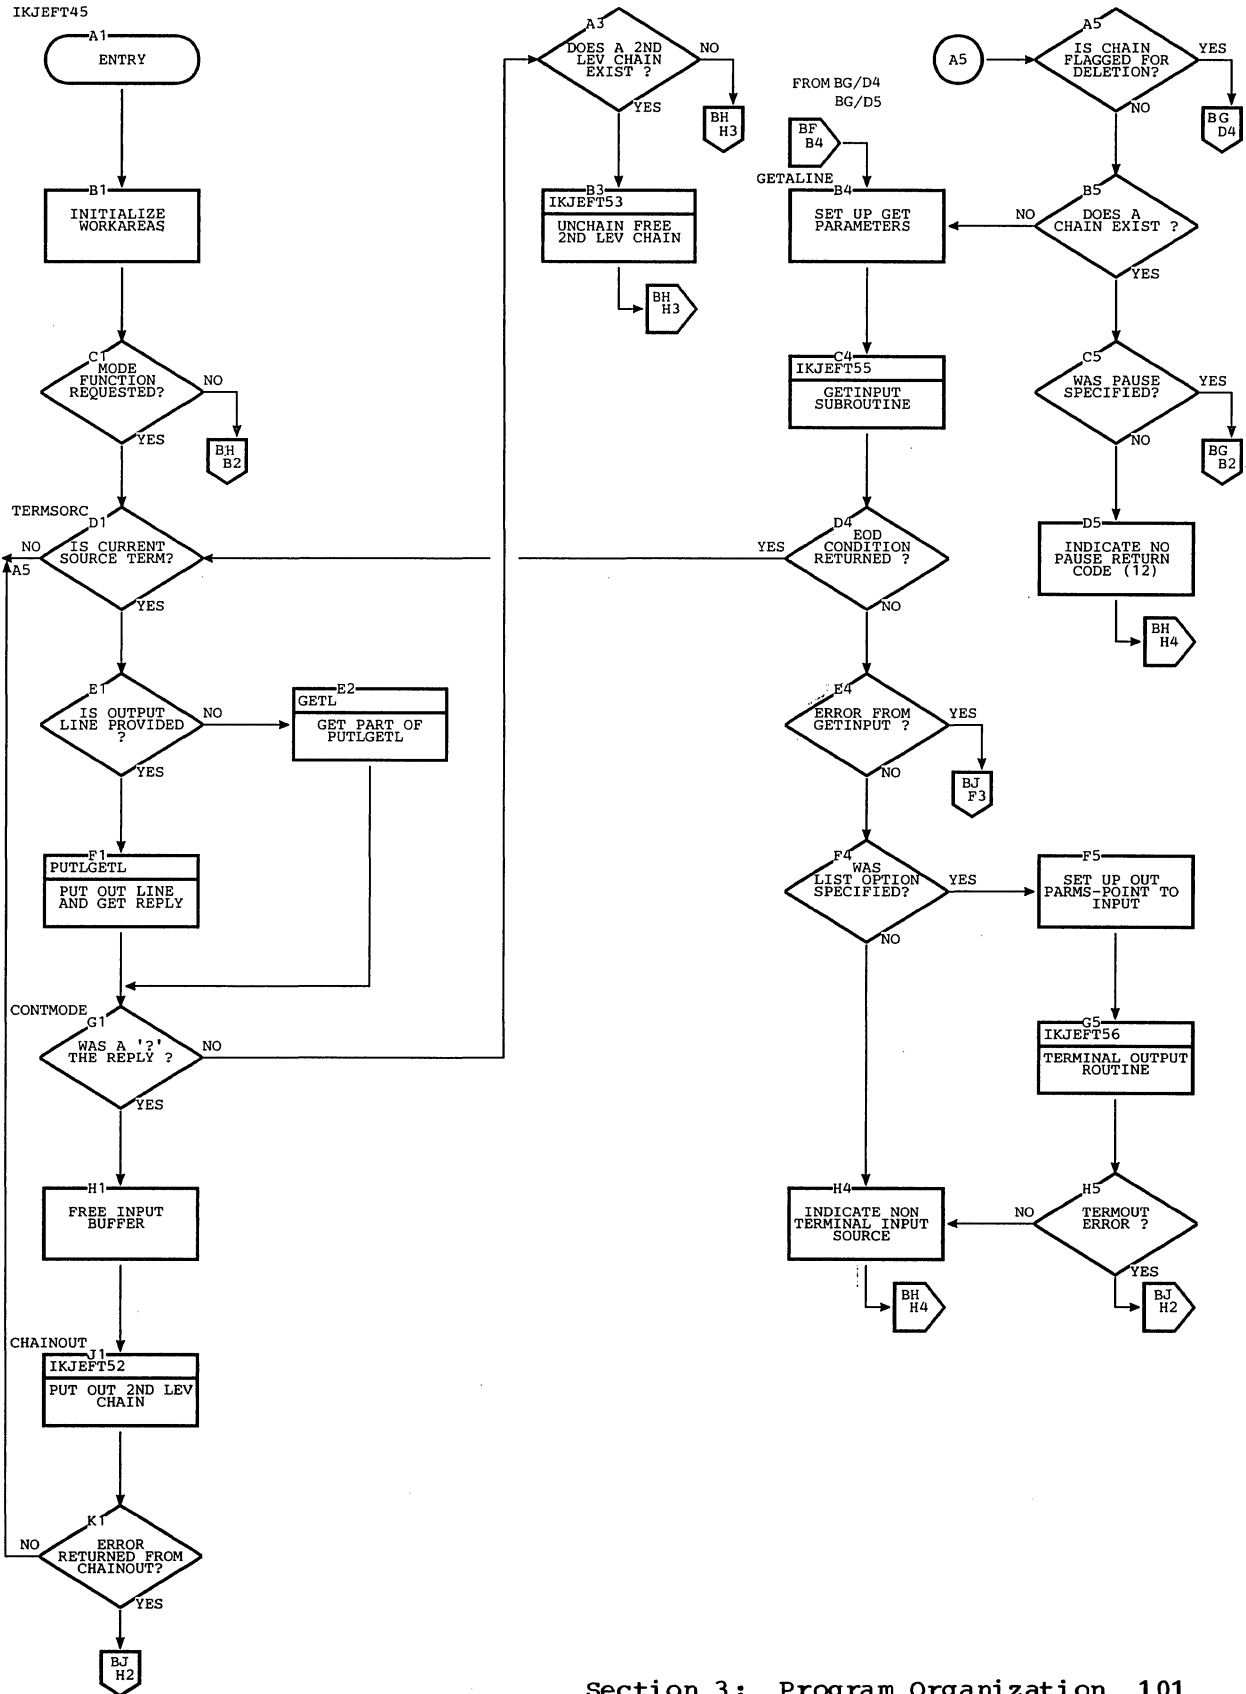 IKJEFT45
A1
ENTRY
B1
INITIALIZE
WORKAREAS
C1
MODE
FUNCTION
REQUESTED?
NO
YES
BH
B2
TERMSORC
D1
IS CURRENT
SOURCE TERM?
NO
A5
YES
E1
IS OUTPUT
LINE PROVIDED
?
NO
YES
E2
GETL
GET PART OF
PUTLGETL
F1
PUTLGETL
PUT OUT LINE
AND GET REPLY
CONTMODE
G1
WAS A '?'
THE REPLY ?
NO
YES
H1
FREE INPUT
BUFFER
CHAINOUT
J1
IKJEFT52
PUT OUT 2ND LEV
CHAIN
K1
ERROR
RETURNED FROM
CHAINOUT?
NO
YES
BJ
H2
A3
DOES A 2ND
LEV CHAIN
EXIST ?
NO
YES
BH
H3
B3
IKJEFT53
UNCHAIN FREE
2ND LEV CHAIN
BH
H3
FROM BG/D4
BG/D5
BF
B4
GETALINE
B4
SET UP GET
PARAMETERS
C4
IKJEFT55
GETINPUT
SUBROUTINE
D4
EOD
CONDITION
RETURNED ?
YES
NO
E4
ERROR FROM
GETINPUT ?
YES
NO
BJ
F3
F4
WAS
LIST OPTION
SPECIFIED?
YES
NO
H4
INDICATE NON
TERMINAL INPUT
SOURCE
BH
H4
A5
A5
IS CHAIN
FLAGGED FOR
DELETION?
YES
NO
BG
D4
B5
DOES A
CHAIN EXIST ?
NO
YES
C5
WAS PAUSE
SPECIFIED?
YES
NO
BG
B2
D5
INDICATE NO
PAUSE RETURN
CODE (12)
BH
H4
F5
SET UP OUT
PARMS-POINT TO
INPUT
G5
IKJEFT56
TERMINAL OUTPUT
ROUTINE
H5
TERMOUT
ERROR ?
NO
YES
BJ
H2
Section 3: Program Organization 101